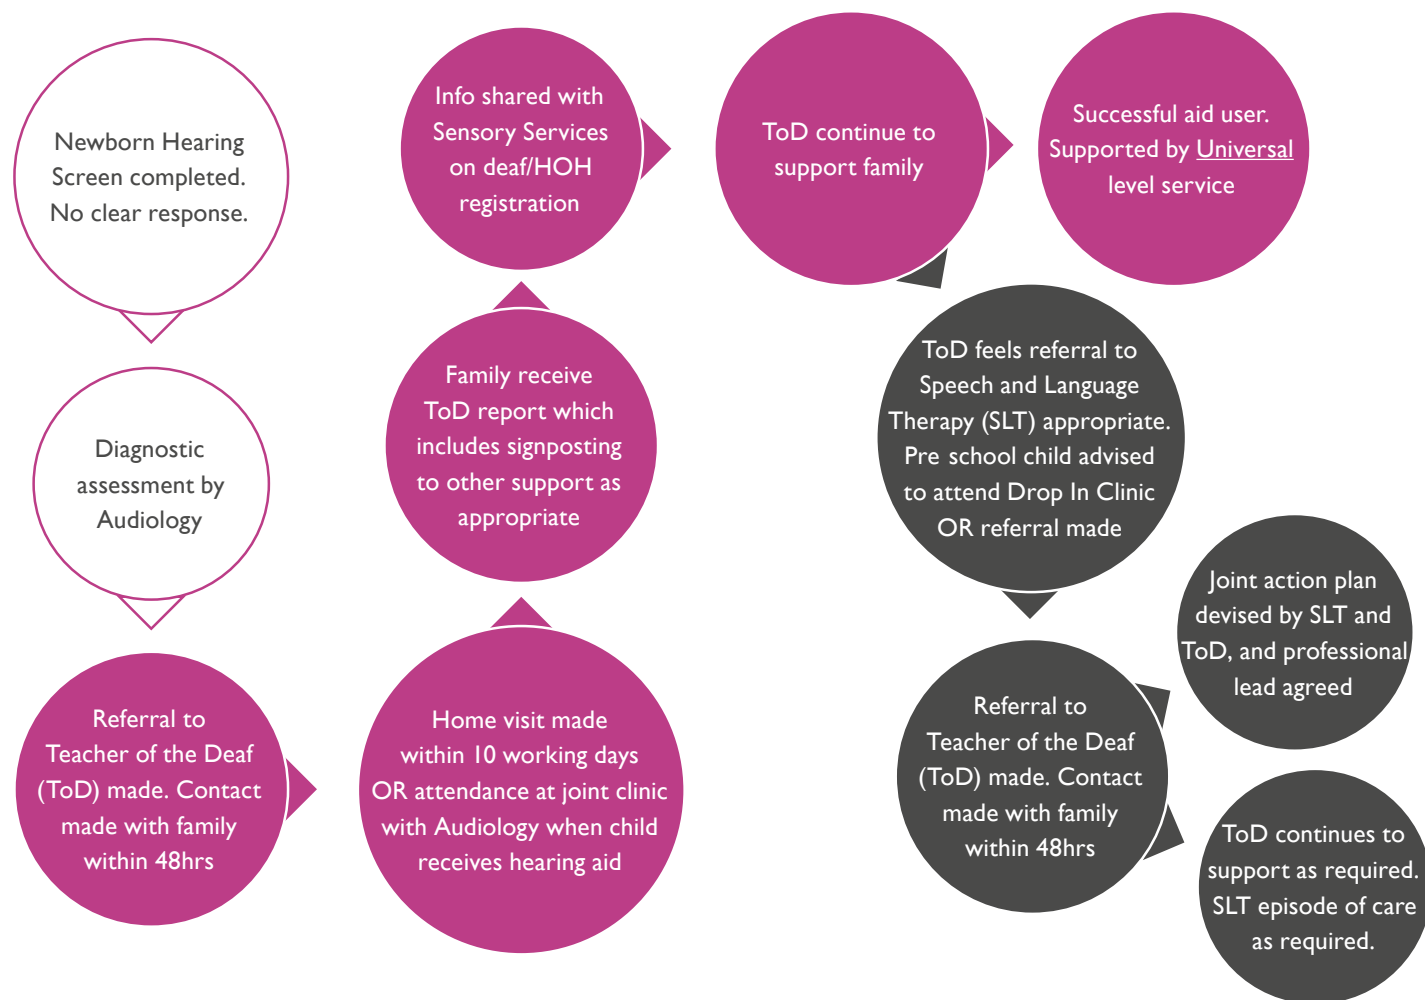 Newborn Hearing
Screen completed.
No clear response.
Diagnostic
assessment by
Audiology
Referral to
Teacher of the Deaf
(ToD) made. Contact
made with family
within 48hrs
Home visit made
within 10 working days
OR attendance at joint clinic
with Audiology when child
receives hearing aid
Family receive
ToD report which
includes signposting
to other support as
appropriate
Info shared with
Sensory Services
on deaf/HOH
registration
ToD continue to
support family
Successful aid user.
Supported by Universal
level service
ToD feels referral to
Speech and Language
Therapy (SLT) appropriate.
Pre school child advised
to attend Drop In Clinic
OR referral made
Referral to
Teacher of the Deaf
(ToD) made. Contact
made with family
within 48hrs
Joint action plan
devised by SLT and
ToD, and professional
lead agreed
ToD continues to
support as required.
SLT episode of care
as required.